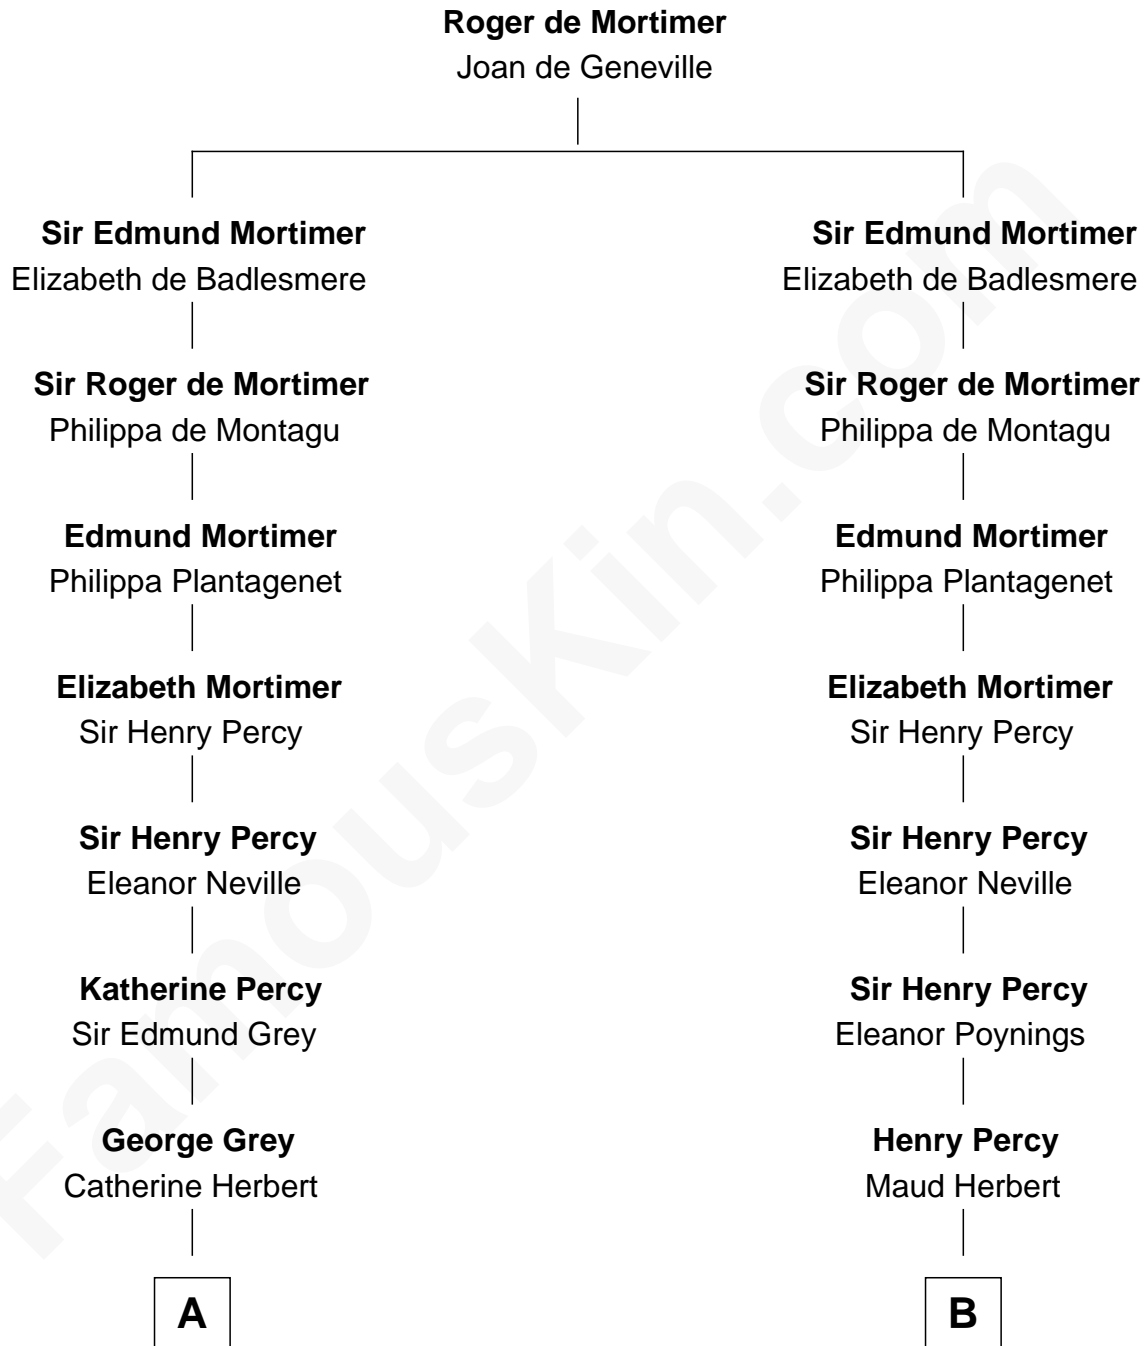 Roger de Mortimer
Joan de Geneville
Sir Edmund Mortimer
Elizabeth de Badlesmere
Sir Edmund Mortimer
Elizabeth de Badlesmere
Sir Roger de Mortimer
Philippa de Montagu
Sir Roger de Mortimer
Philippa de Montagu
Edmund Mortimer
Philippa Plantagenet
Edmund Mortimer
Philippa Plantagenet
Elizabeth Mortimer
Sir Henry Percy
Elizabeth Mortimer
Sir Henry Percy
Sir Henry Percy
Eleanor Neville
Sir Henry Percy
Eleanor Neville
Katherine Percy
Sir Edmund Grey
Sir Henry Percy
Eleanor Poynings
George Grey
Catherine Herbert
Henry Percy
Maud Herbert
A
B
FamousKin.com